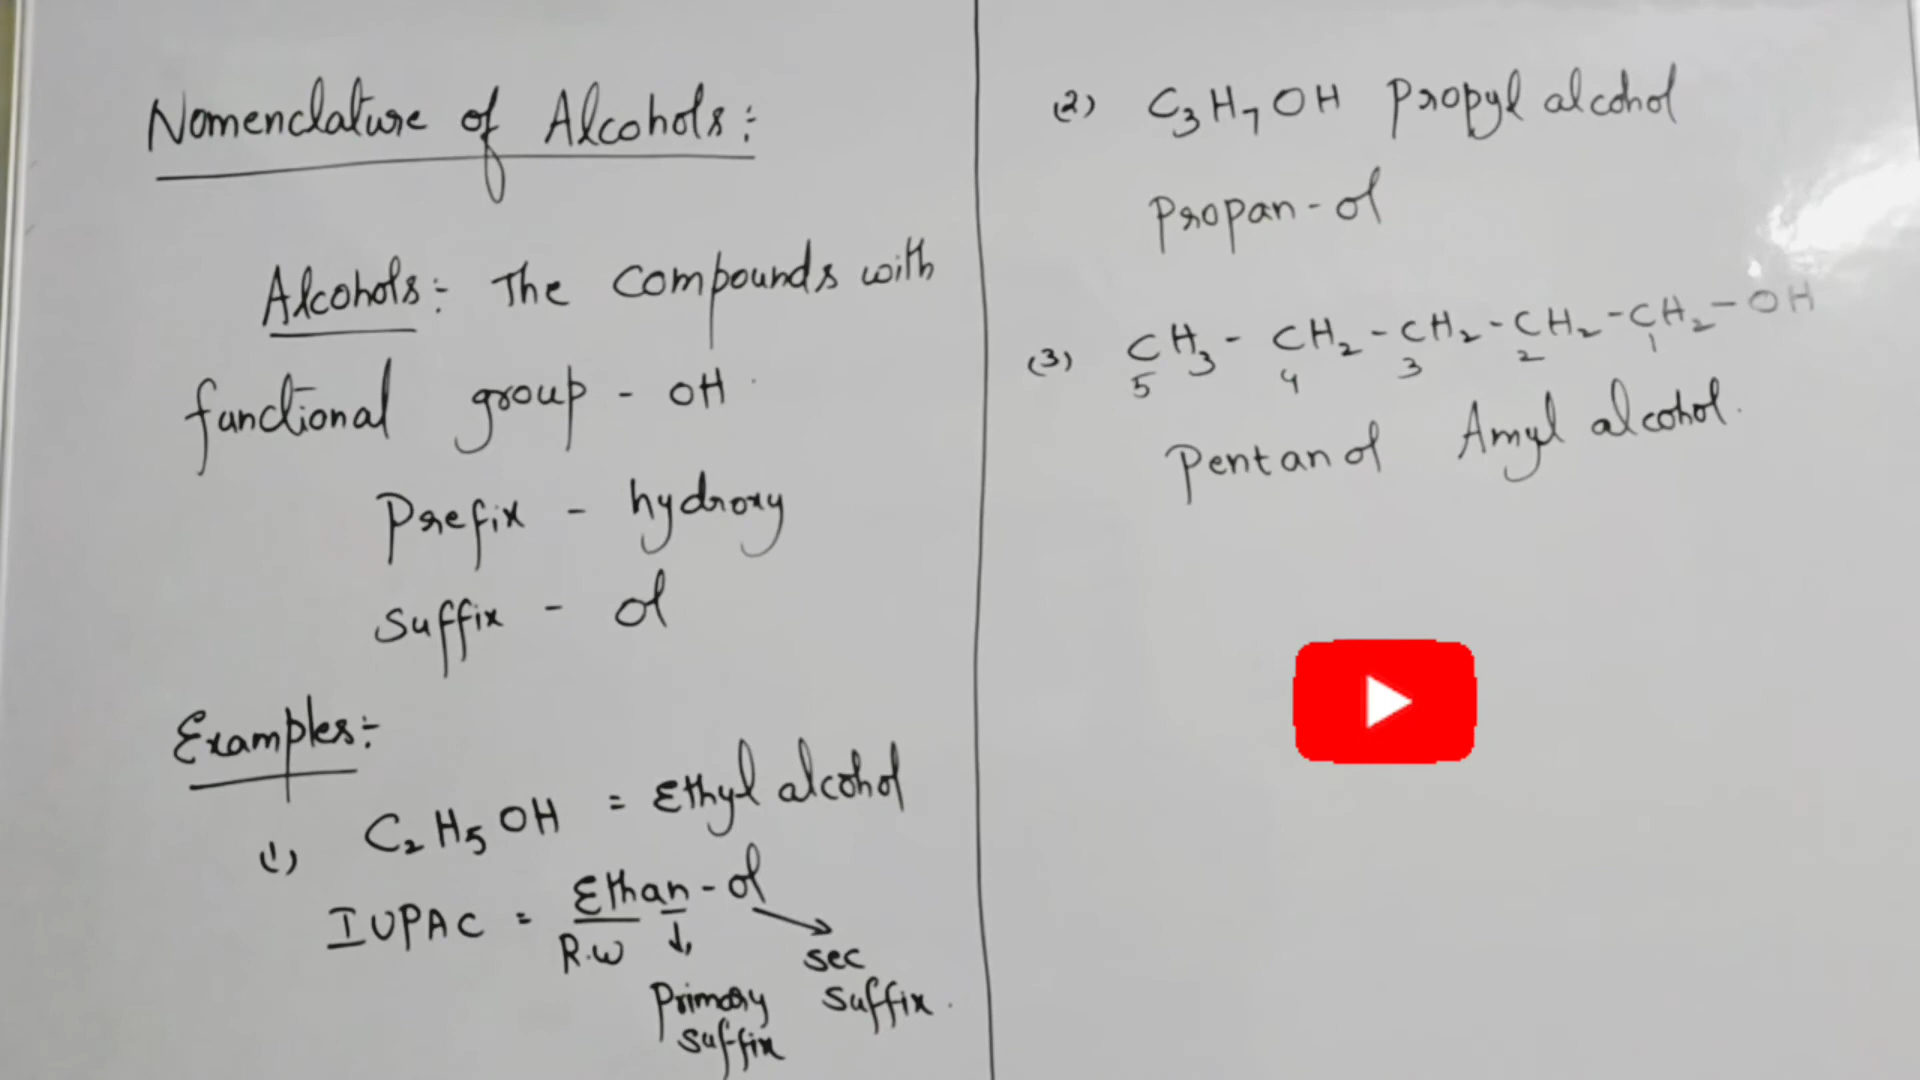 Nomenclature of Alcohols:
Alcohols: The compounds with
functional group - OH
Prefix - hydroxy
suffix - ol
Examples:-
(1) C₂H₅OH = Ethyl alcohol
IUPAC = Ethan-ol
R.W
sec
Primary suffix
suffix
(2) C₃H₇OH Propyl alcohol
Propan-ol
(3) CH₃-CH₂-CH₂-CH₂-CH₂-OH
5 4 3 2 1
Pentanol Amyl alcohol.